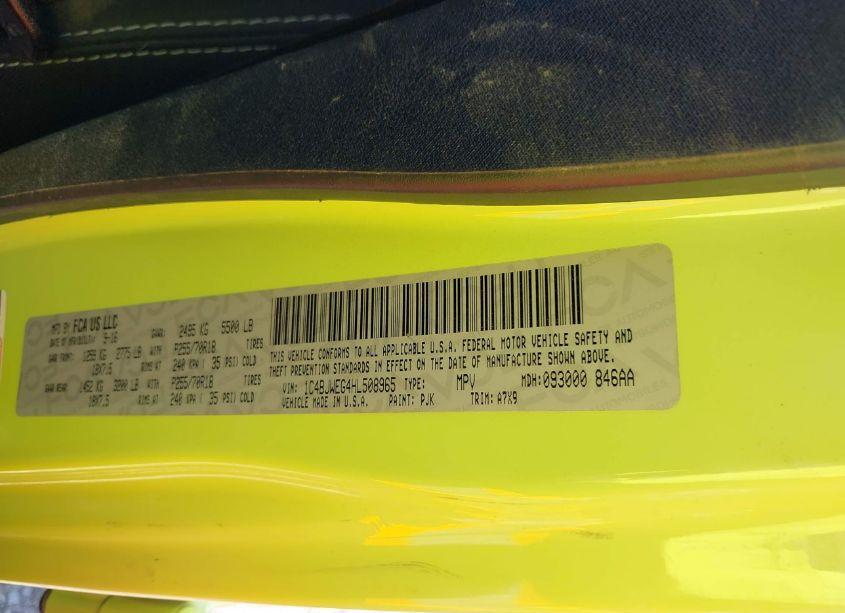 MFD BY: FCA US LLC
DATE OF MFR: 9-16 GVWR: 2495 KG 5500 LB
GAWR FRONT: 1259 KG 2775 LB WITH P255/70R18 TIRES
18X7.5 RIMS AT 240 KPA ( 35 PSI) COLD
GAWR REAR: 1452 KG 3200 LB WITH P255/70R18 TIRES
18X7.5 RIMS AT 240 KPA ( 35 PSI) COLD
THIS VEHICLE CONFORMS TO ALL APPLICABLE U.S.A. FEDERAL MOTOR VEHICLE SAFETY AND
THEFT PREVENTION STANDARDS IN EFFECT ON THE DATE OF MANUFACTURE SHOWN ABOVE.
VIN: 1C4BJWEG4HL508965 TYPE: MPV MDH: 093000 846AA
VEHICLE MADE IN U.S.A. PAINT: PJK TRIM: A7X9